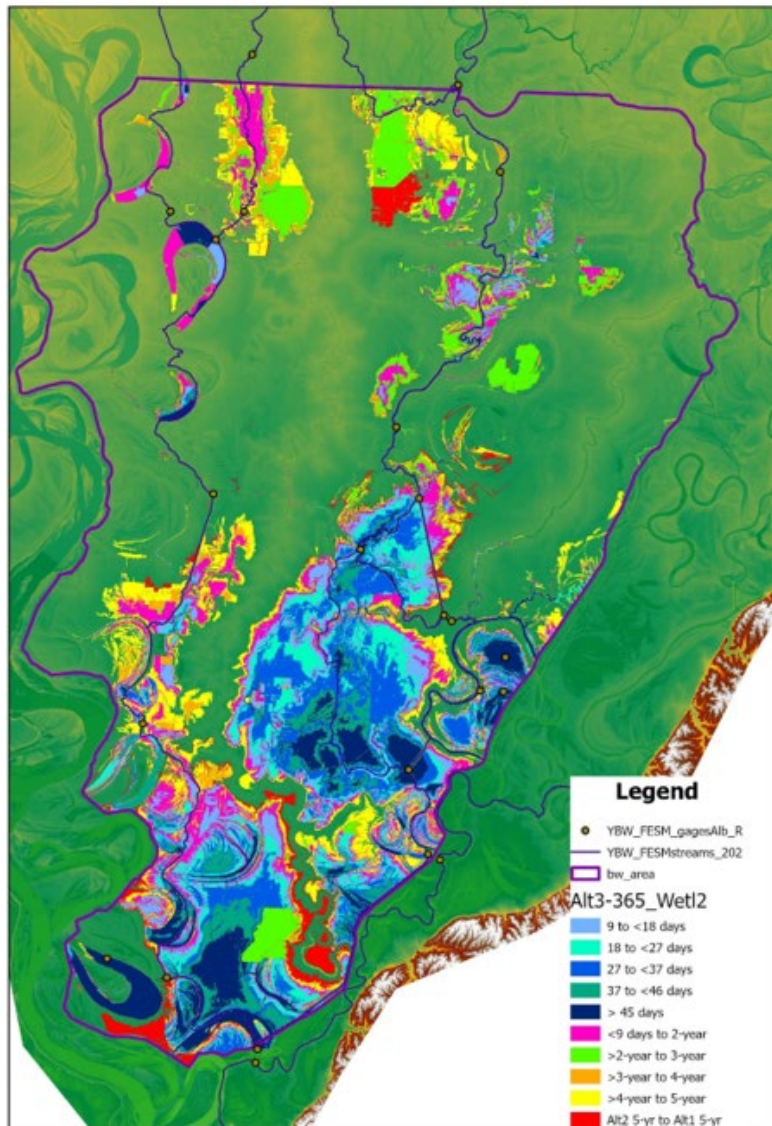 Legend
YBW_FESM_gagesAlb_R
YBW_FESMstreams_202
bw_area
Alt3-365_Wetl2
9 to <18 days
18 to <27 days
27 to <37 days
37 to <46 days
> 45 days
<9 days to 2-year
>2-year to 3-year
>3-year to 4-year
>4-year to 5-year
Alt2 5-yr to Alt1 5-yr